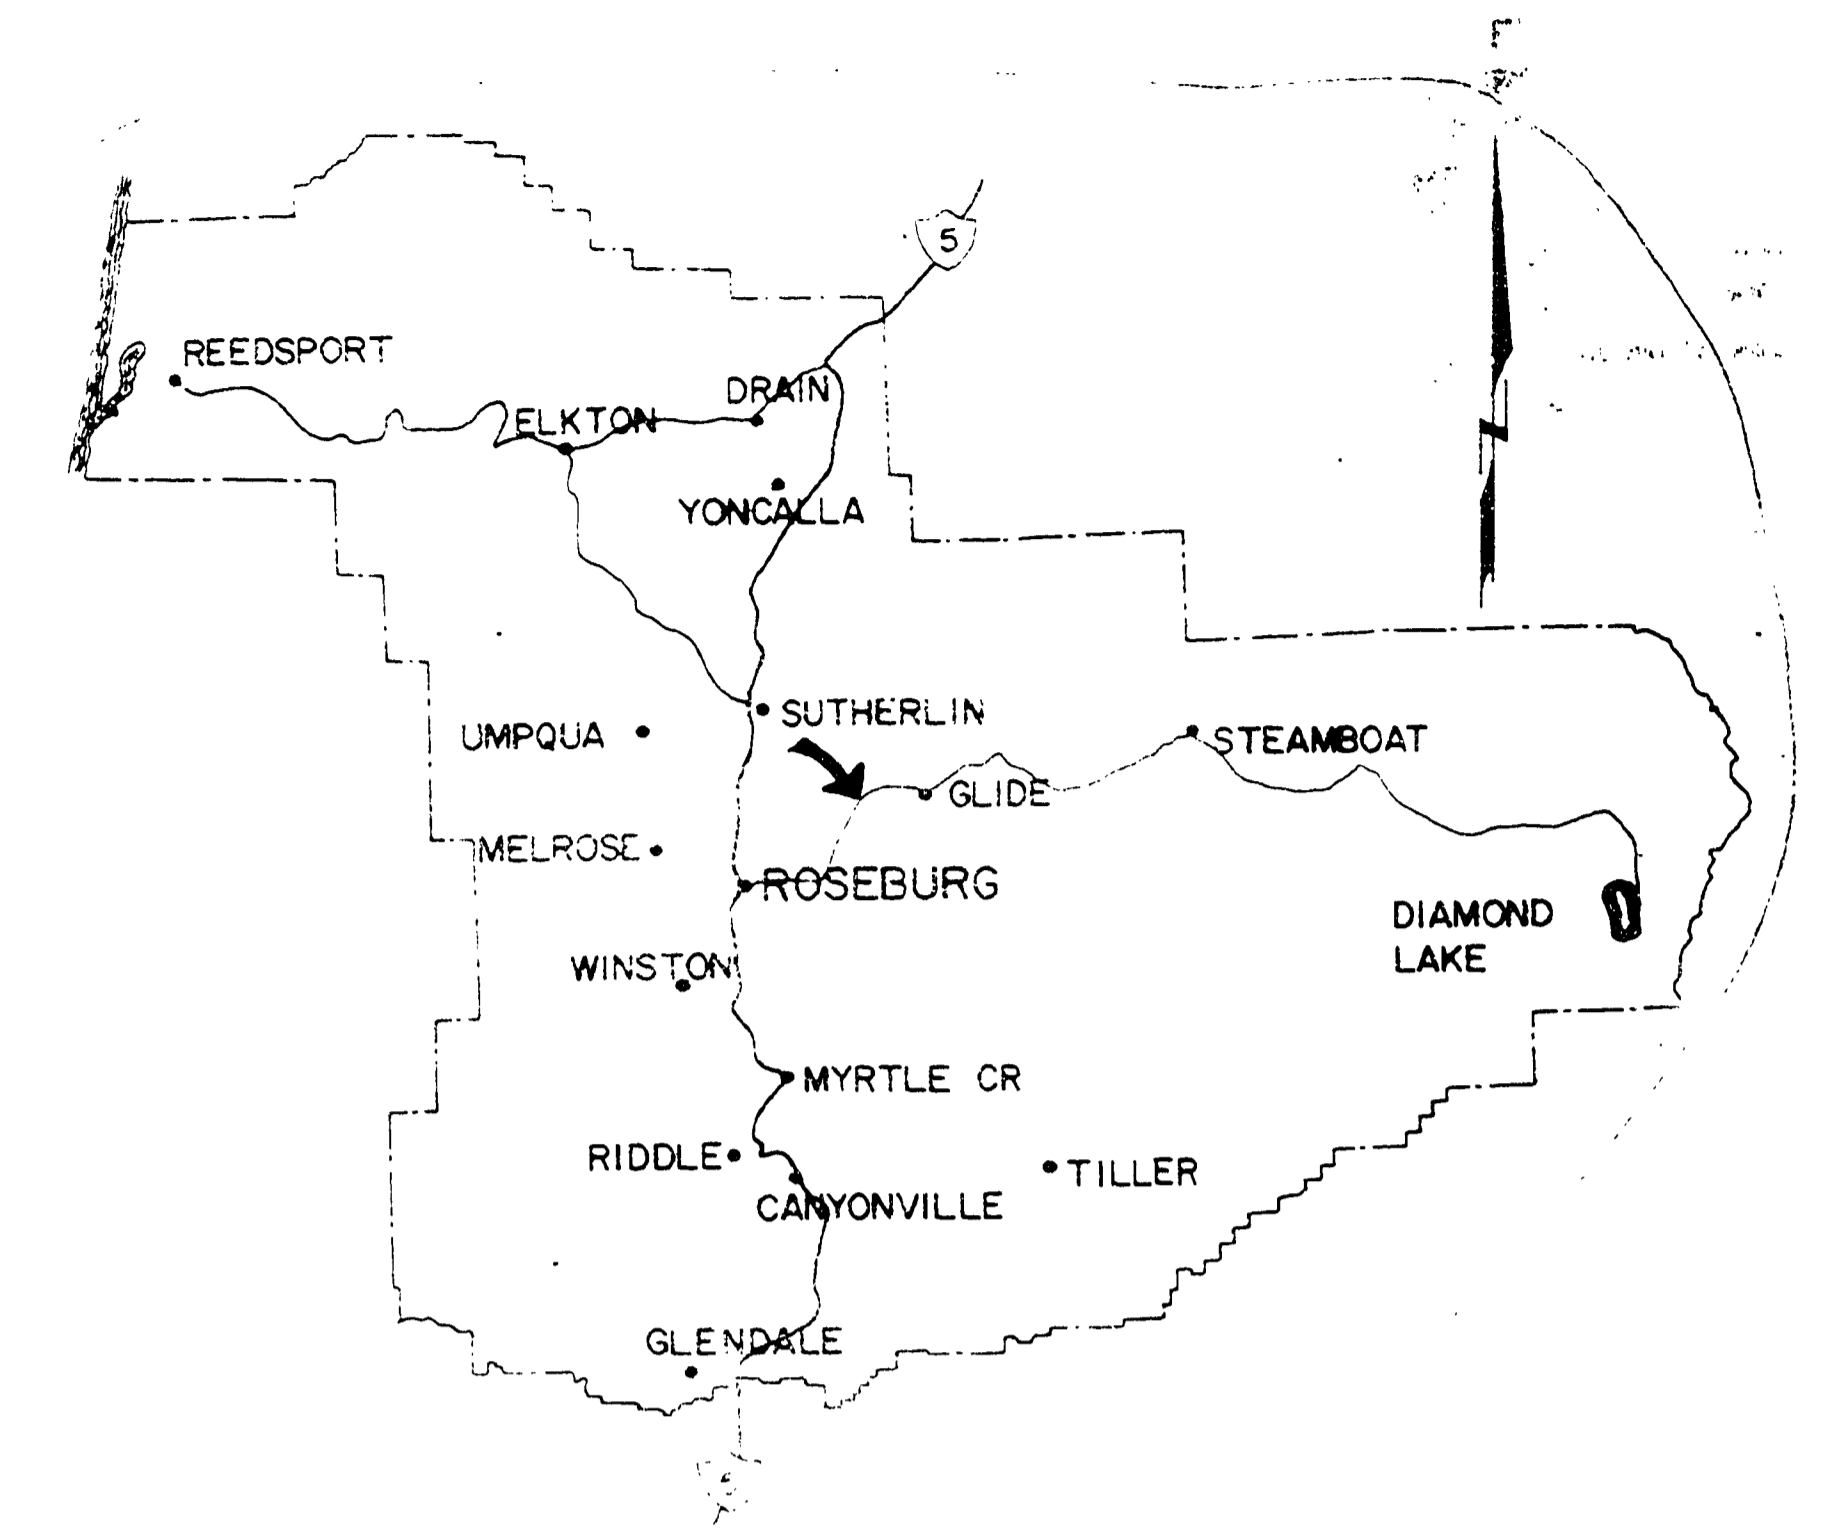 5
REEDSPORT
DRAIN
ELKTON
YONCALLA
SUTHERLIN
UMPQUA
STEAMBOAT
GLIDE
MELROSE
ROSEBURG
DIAMOND
LAKE
WINSTON
MYRTLE CR
RIDDLE
TILLER
CANYONVILLE
GLENDALE